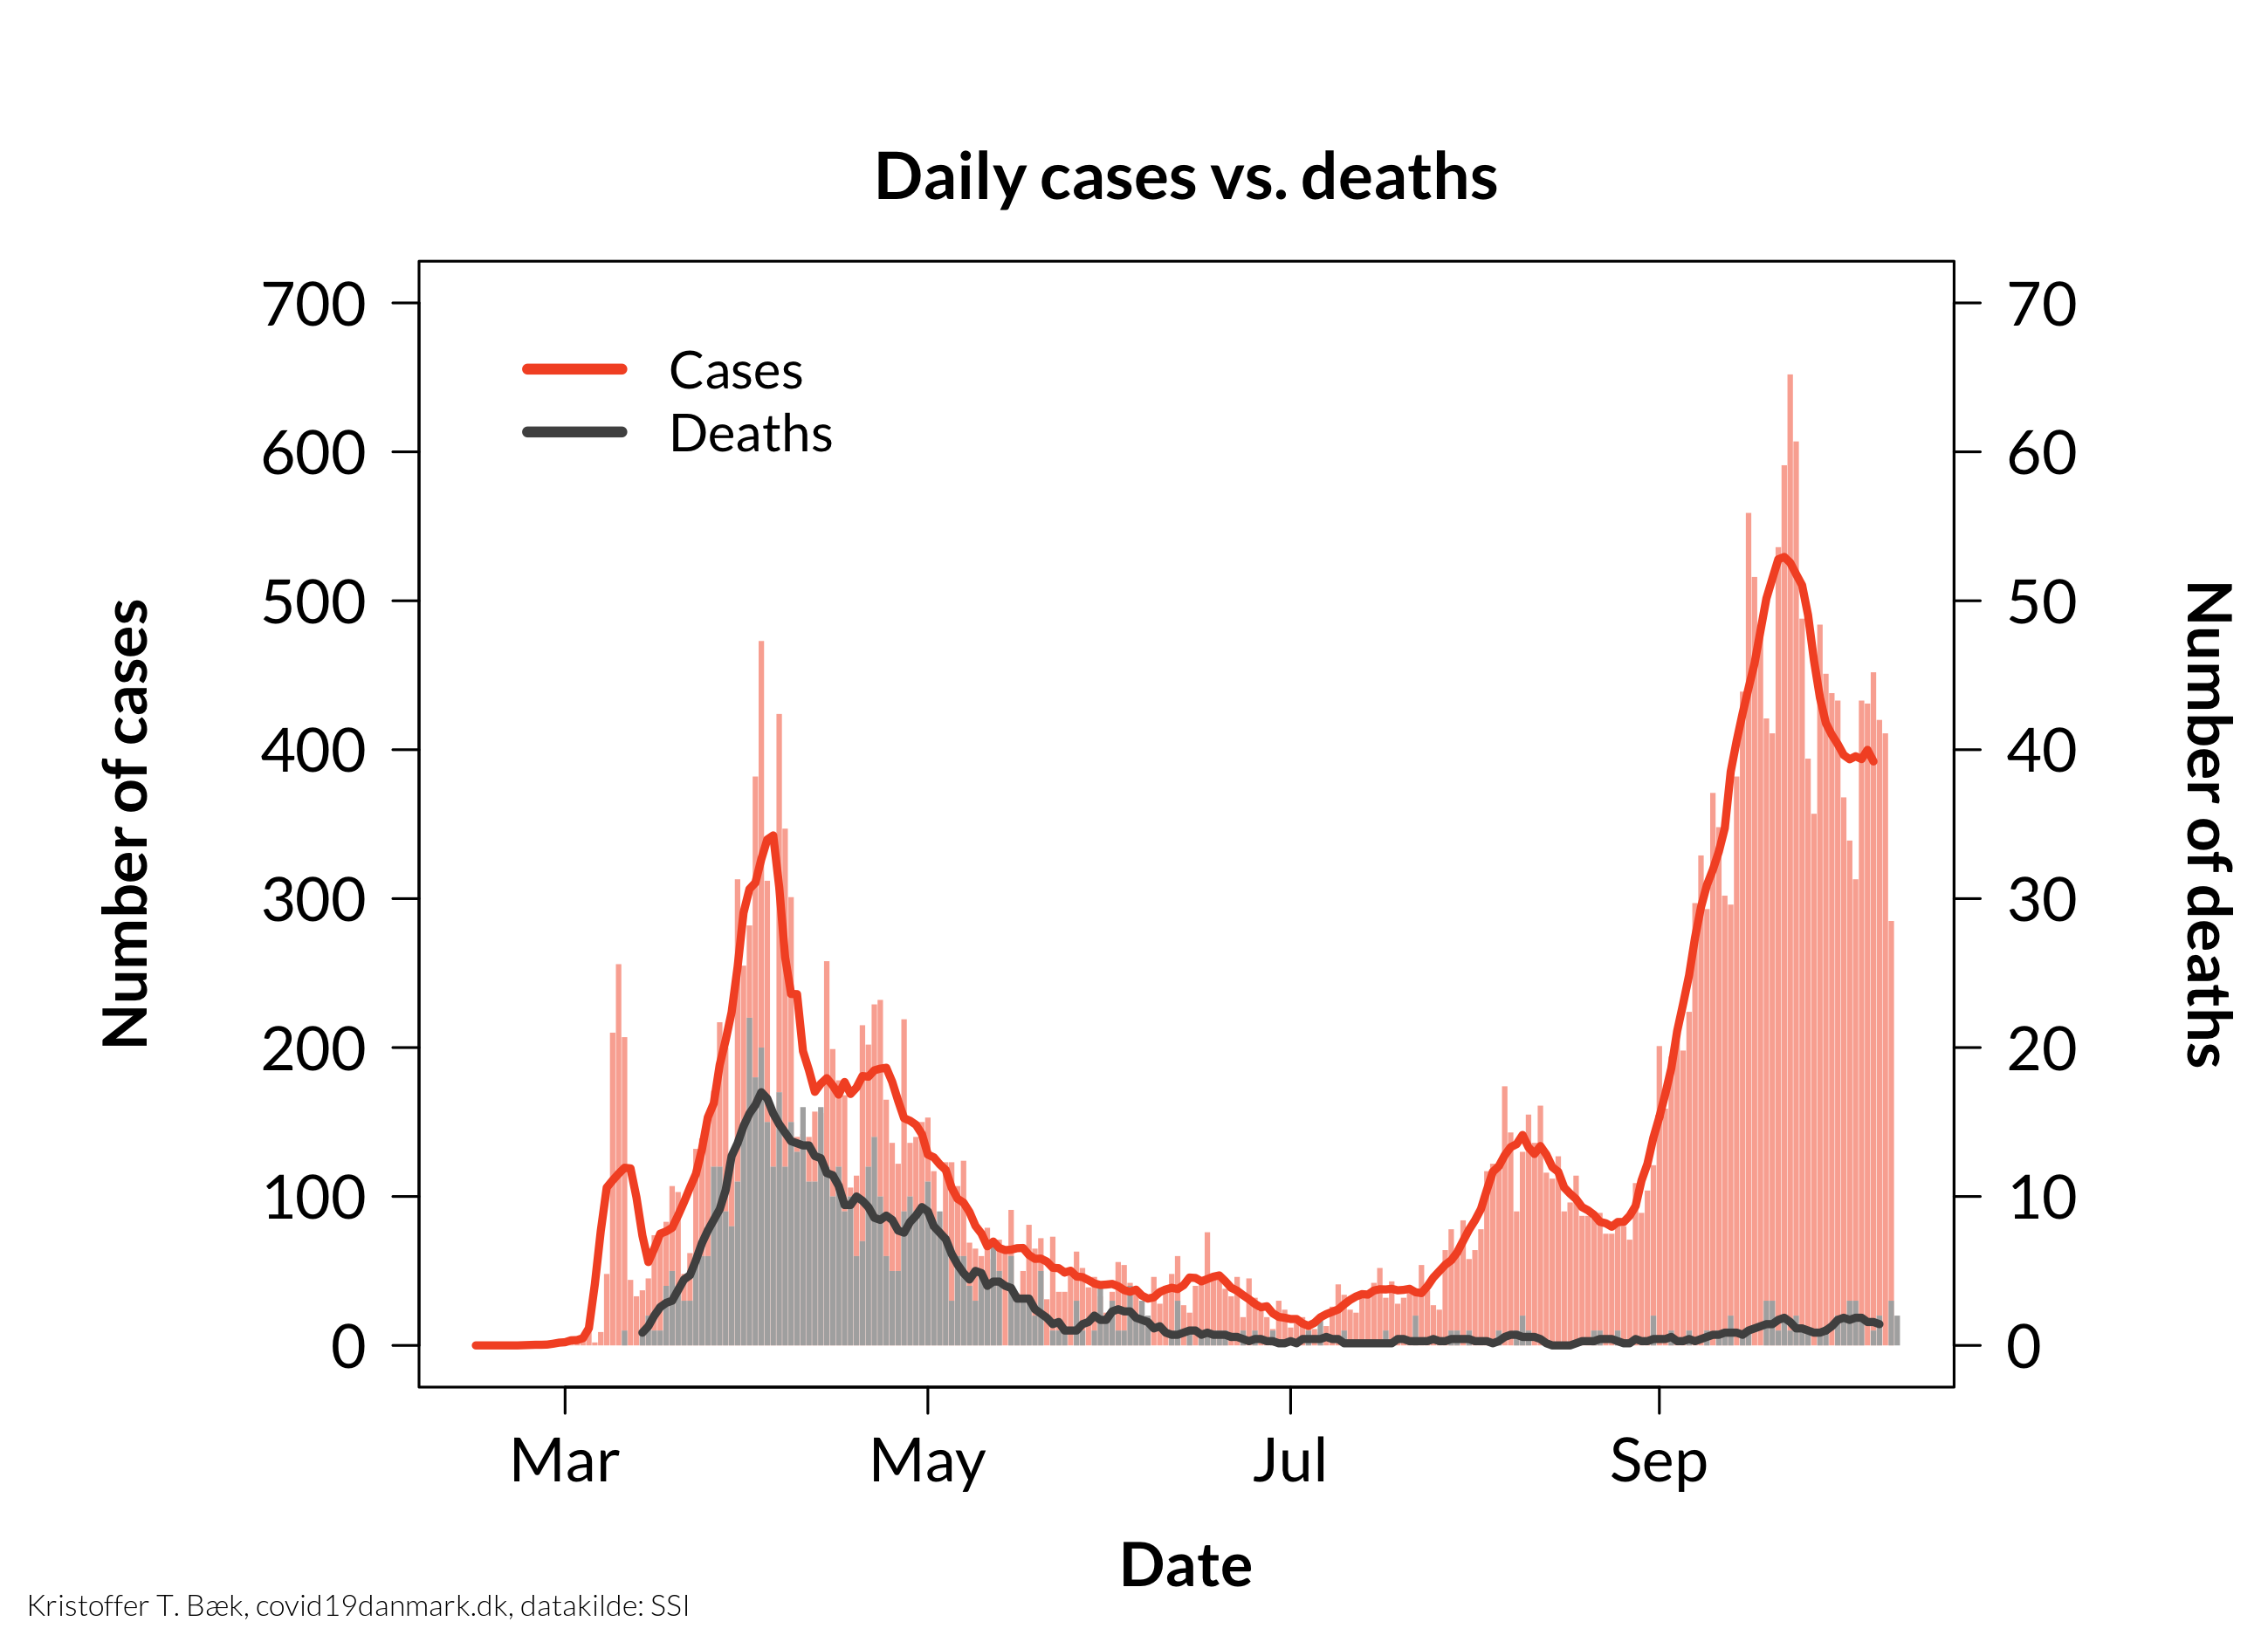 Daily cases vs. deaths
Cases
Deaths
Number of cases
700
600
500
400
300
200
100
0
70
60
50
40
30
20
10
0
Number of deaths
Mar May Jul Sep
Date
Kristoffer T. Bæk, covid19danmark.dk, datakilde: SSI